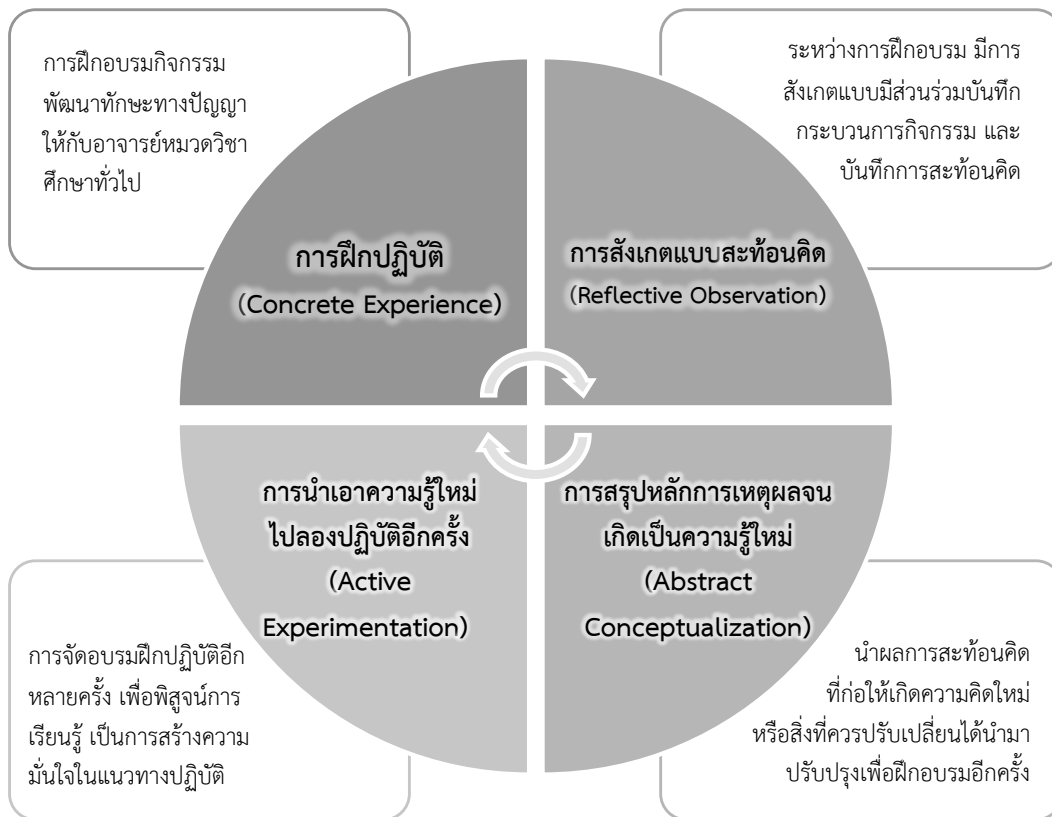 การฝึกอบรมกิจกรรม
พัฒนาทักษะทางปัญญา
ให้กับอาจารย์หมวดวิชา
ศึกษาทั่วไป
ระหว่างการฝึกอบรม มีการ
สังเกตแบบมีส่วนร่วมบันทึก
กระบวนการกิจกรรม และ
บันทึกการสะท้อนคิด
การฝึกปฏิบัติ
(Concrete Experience)
การสังเกตแบบสะท้อนคิด
(Reflective Observation)
การนำเอาความรู้ใหม่
ไปลองปฏิบัติอีกครั้ง
(Active
Experimentation)
การสรุปหลักการเหตุผลจน
เกิดเป็นความรู้ใหม่
(Abstract
Conceptualization)
การจัดอบรมฝึกปฏิบัติอีก
หลายครั้ง เพื่อพิสูจน์การ
เรียนรู้ เป็นการสร้างความ
มั่นใจในแนวทางปฏิบัติ
นำผลการสะท้อนคิด
ที่ก่อให้เกิดความคิดใหม่
หรือสิ่งที่ควรปรับเปลี่ยนได้นำมา
ปรับปรุงเพื่อฝึกอบรมอีกครั้ง